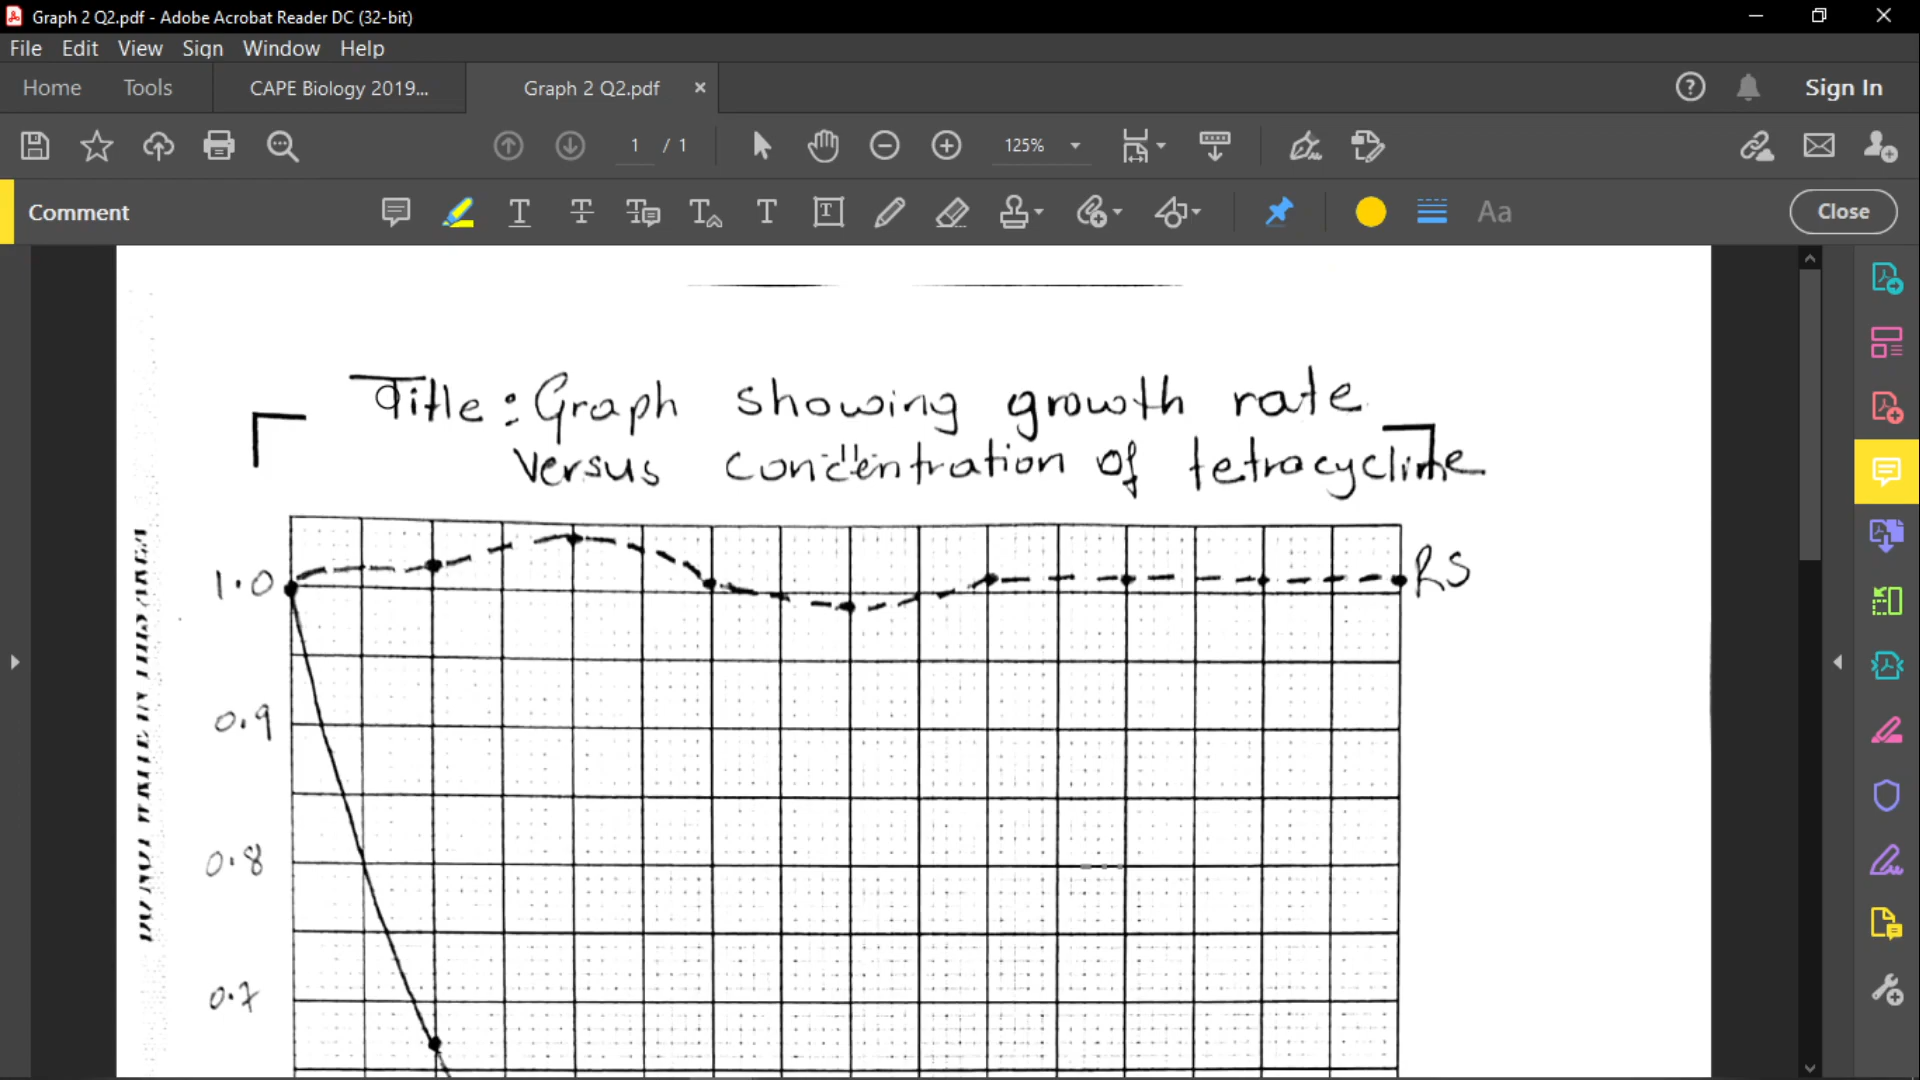 Graph 2 Q2.pdf - Adobe Acrobat Reader DC (32-bit)
File Edit View Sign Window Help
Home Tools CAPE Biology 2019... Graph 2 Q2.pdf × Sign In
1 / 1 125%
Comment Aa Close
Title: Graph showing growth rate
versus concentration of tetracycline
1.0 RS
0.9
0.8
0.7